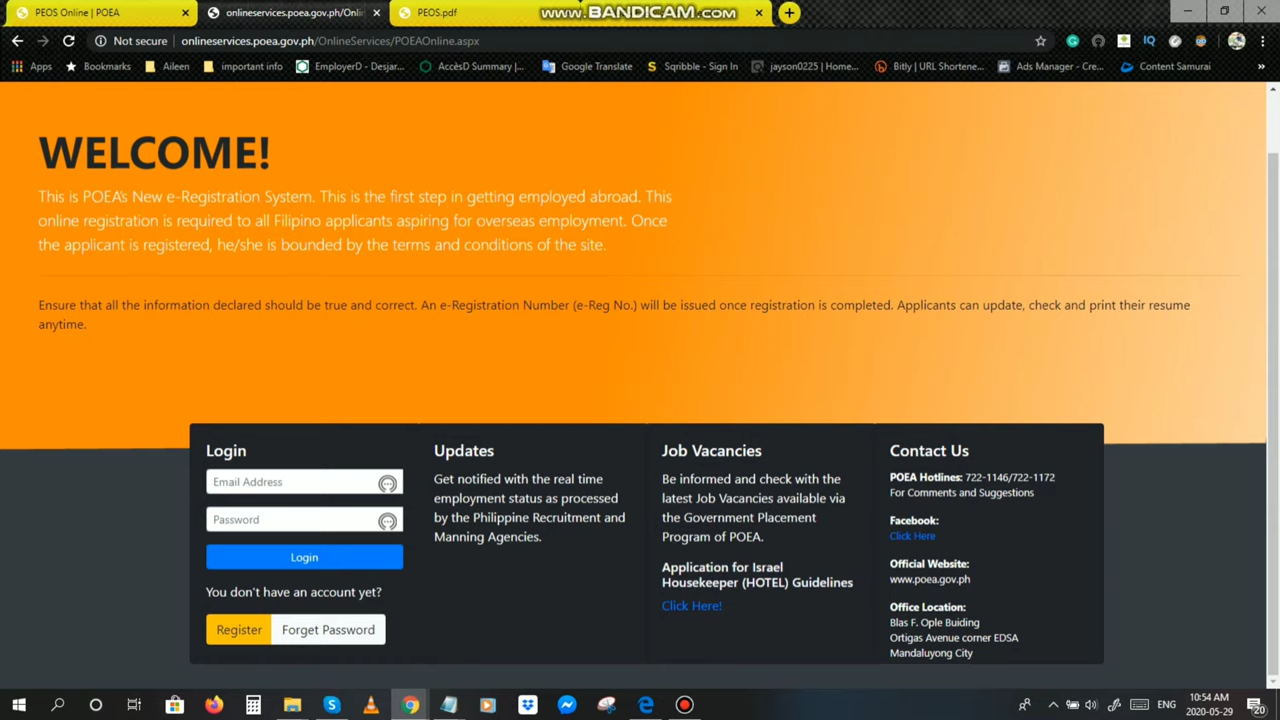 PEOS Online | POEA
onlineservices.poea.gov.ph/Onli
PEOS.pdf
www.BANDICAM.com
Not secure
onlineservices.poea.gov.ph/OnlineServices/POEAOnline.aspx
Apps
Bookmarks
Aileen
important info
EmployerD - Desjar...
AccèsD Summary |...
Google Translate
Sqribble - Sign In
jayson0225 | Home...
Bitly | URL Shortene...
Ads Manager - Cre...
Content Samurai
WELCOME!
This is POEA's New e-Registration System. This is the first step in getting employed abroad. This
online registration is required to all Filipino applicants aspiring for overseas employment. Once
the applicant is registered, he/she is bounded by the terms and conditions of the site.
Ensure that all the information declared should be true and correct. An e-Registration Number (e-Reg No.) will be issued once registration is completed. Applicants can update, check and print their resume
anytime.
Login
Email Address
Password
Login
You don't have an account yet?
Register
Forget Password
Updates
Get notified with the real time
employment status as processed
by the Philippine Recruitment and
Manning Agencies.
Job Vacancies
Be informed and check with the
latest Job Vacancies available via
the Government Placement
Program of POEA.
Application for Israel
Housekeeper (HOTEL) Guidelines
Click Here!
Contact Us
POEA Hotlines: 722-1146/722-1172
For Comments and Suggestions
Facebook:
Click Here
Official Website:
www.poea.gov.ph
Office Location:
Blas F. Ople Buiding
Ortigas Avenue corner EDSA
Mandaluyong City
ENG
10:54 AM
2020-05-29
20